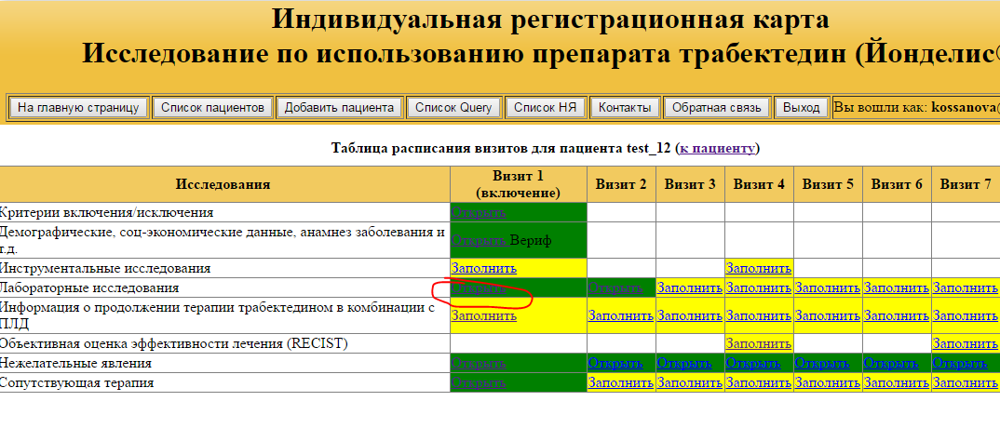 Индивидуальная регистрационная карта
Исследование по использованию препарата трабектедин (Йонделис®
На главную страницу Список пациентов Добавить пациента Список Query Список НЯ Контакты Обратная связь Выход Вы вошли как: kossanova@
Таблица расписания визитов для пациента test_12 (к пациенту)
Исследования Визит 1 (включение) Визит 2 Визит 3 Визит 4 Визит 5 Визит 6 Визит 7
Критерии включения/исключения Открыть
Демографические, соц-экономические данные, анамнез заболевания и
т.д. Открыть Вериф
Инструментальные исследования Заполнить Заполнить
Лабораторные исследования Открыть Открыть Заполнить Заполнить Заполнить Заполнить Заполнить
Информация о продолжении терапии трабектедином в комбинации с
ПЛД Заполнить Заполнить Заполнить Заполнить Заполнить Заполнить Заполнить
Объективная оценка эффективности лечения (RECIST) Заполнить Заполнить
Нежелательные явления Открыть Открыть Открыть Открыть Открыть Открыть Открыть
Сопутствующая терапия Открыть Заполнить Заполнить Заполнить Заполнить Заполнить Заполнить